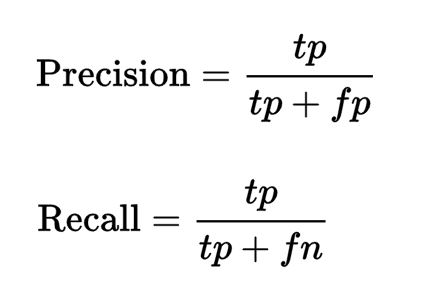 Precision = tp / tp + fp
Recall = tp / tp + fn